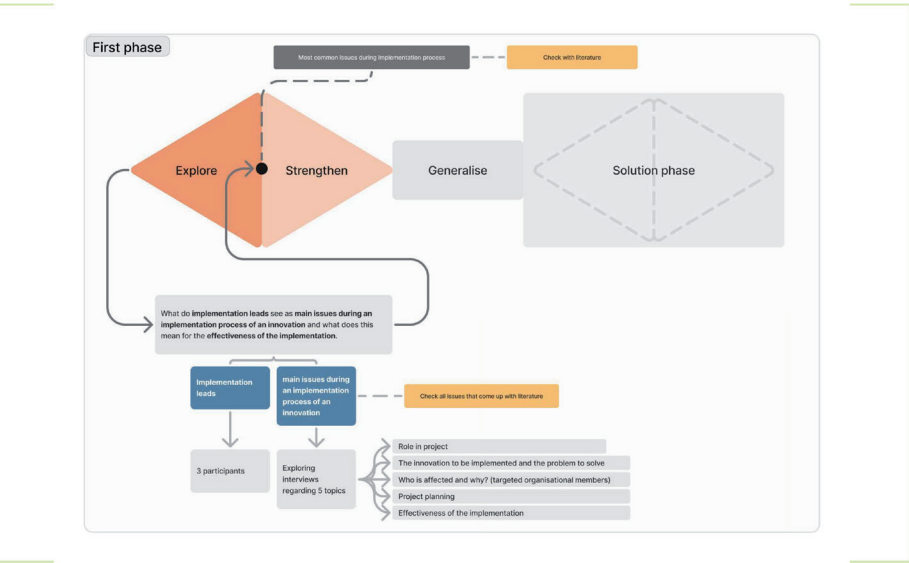 First phase
Most common issues during implementation process
Check with literature
Explore
Strengthen
Generalise
Solution phase
What do implementation leads see as main issues during an
implementation process of an innovation and what does this
mean for the effectiveness of the implementation.
Implementation
leads
main issues during
an implementation
process of an
innovation
Check all issues that come up with literature
3 participants
Exploring
interviews
regarding 5 topics
Role in project
The innovation to be implemented and the problem to solve
Who is affected and why? (targeted organisational members)
Project planning
Effectiveness of the implementation